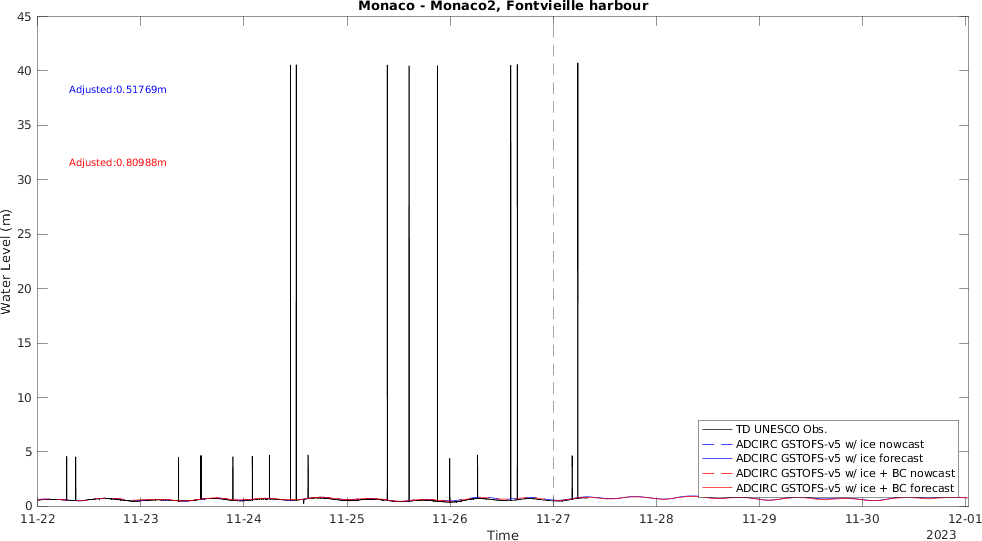 Monaco - Monaco2, Fontvieille harbour
45
40
35
30
25
20
15
10
5
0
Water Level (m)
Adjusted:0.51769m
Adjusted:0.80988m
TD UNESCO Obs.
ADCIRC GSTOFS-v5 w/ ice nowcast
ADCIRC GSTOFS-v5 w/ ice forecast
ADCIRC GSTOFS-v5 w/ ice + BC nowcast
ADCIRC GSTOFS-v5 w/ ice + BC forecast
11-22 11-23 11-24 11-25 11-26 11-27 11-28 11-29 11-30 12-01
Time
2023